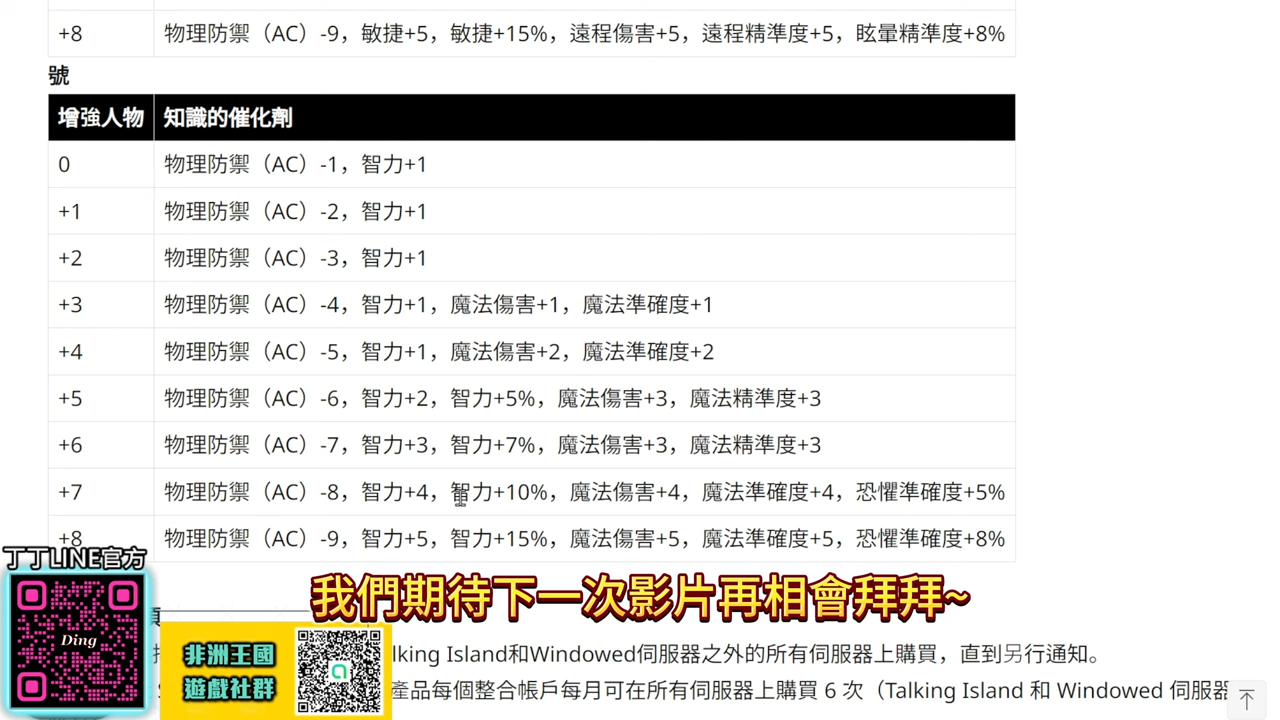 +8 物理防禦（AC）-9，敏捷+5，敏捷+15%，遠程傷害+5，遠程精準度+5，眩暈精準度+8%
號
增強人物 知識的催化劑
0 物理防禦（AC）-1，智力+1
+1 物理防禦（AC）-2，智力+1
+2 物理防禦（AC）-3，智力+1
+3 物理防禦（AC）-4，智力+1，魔法傷害+1，魔法準確度+1
+4 物理防禦（AC）-5，智力+1，魔法傷害+2，魔法準確度+2
+5 物理防禦（AC）-6，智力+2，智力+5%，魔法傷害+3，魔法精準度+3
+6 物理防禦（AC）-7，智力+3，智力+7%，魔法傷害+3，魔法精準度+3
+7 物理防禦（AC）-8，智力+4，智力+10%，魔法傷害+4，魔法準確度+4，恐懼準確度+5%
+8 物理防禦（AC）-9，智力+5，智力+15%，魔法傷害+5，魔法準確度+5，恐懼準確度+8%
丁丁LINE官方
Ding
我們期待下一次影片再相會拜拜~
非洲王國
遊戲社群
lking Island和Windowed伺服器之外的所有伺服器上購買，直到另行通知。
產品每個整合帳戶每月可在所有伺服器上購買 6 次（Talking Island 和 Windowed 伺服器